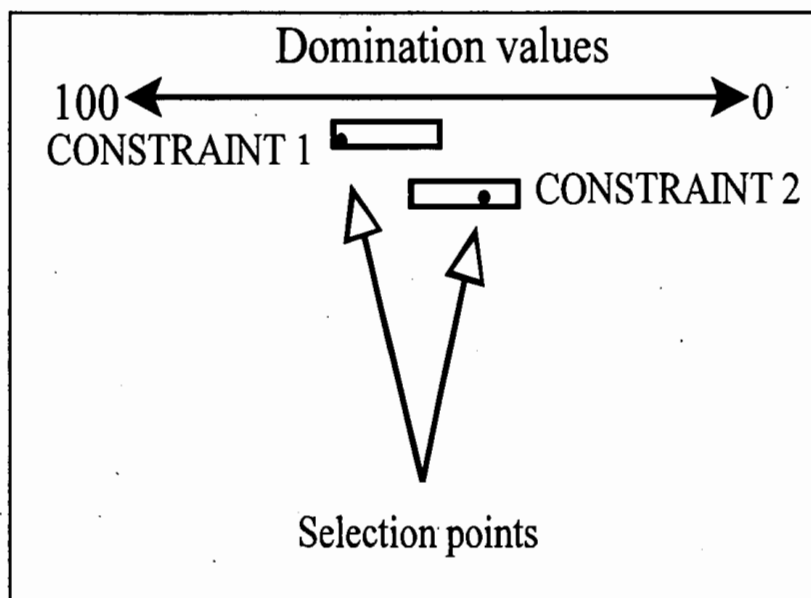 Domination values
100 0
CONSTRAINT 1
CONSTRAINT 2
Selection points